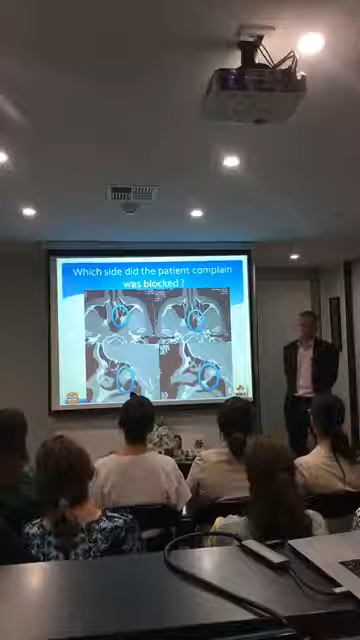 Which side did the patient complain
was blocked?